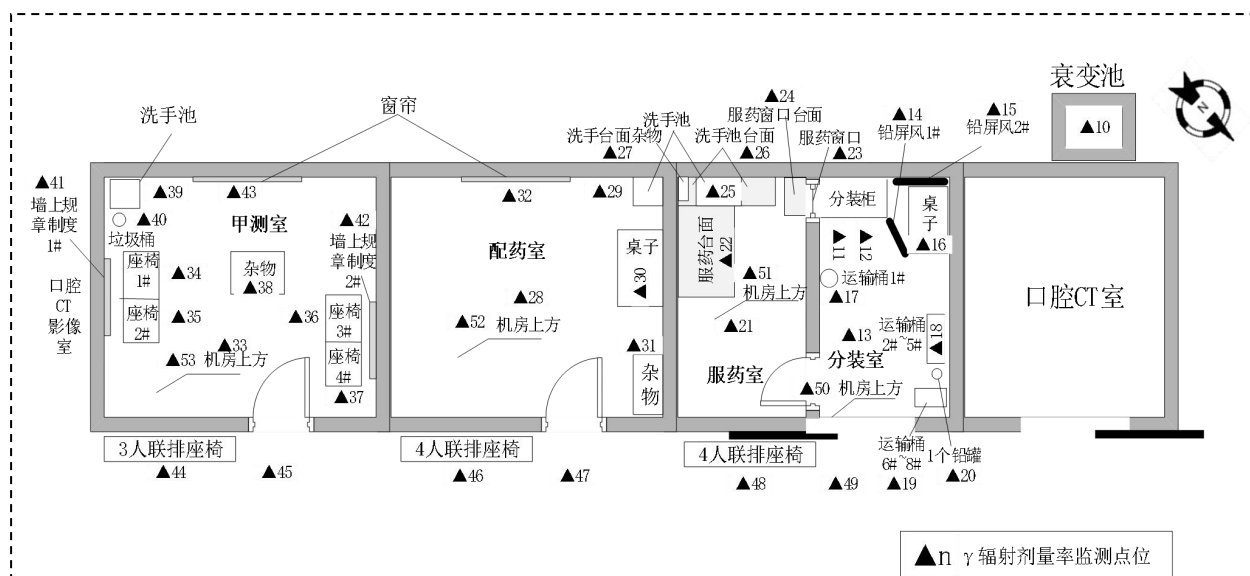 衰变池
▲10
N
▲24
服药窗口台面
服药窗口
▲23
▲14
铅屏风1#
▲15
铅屏风2#
洗手池
窗帘
洗手池
洗手台面杂物
▲27
洗手池台面
▲26
▲41
墙上规
章制度
1#
口腔
CT
影像
室
▲39
▲43
▲40
垃圾桶
甲测室
▲42
墙上规
章制度
2#
座椅
1#
座椅
2#
▲34
▲35
杂物
▲38
▲36
座椅
3#
座椅
4#
▲33
▲53
机房上方
▲37
▲32
▲29
配药室
桌子
▲30
▲28
▲52
机房上方
▲31
杂物
▲25
服药台面
▲22
▲51
机房上方
▲21
服药室
分装柜
桌子
▲16
▲11
▲12
运输桶1#
▲17
▲13
运输桶
2#~5#
▲18
分装室
▲50
机房上方
口腔CT室
3人联排座椅
▲44
▲45
4人联排座椅
▲46
▲47
4人联排座椅
▲48
▲49
运输桶
6#~8#
▲19
1个铅罐
▲20
▲n γ辐射剂量率监测点位